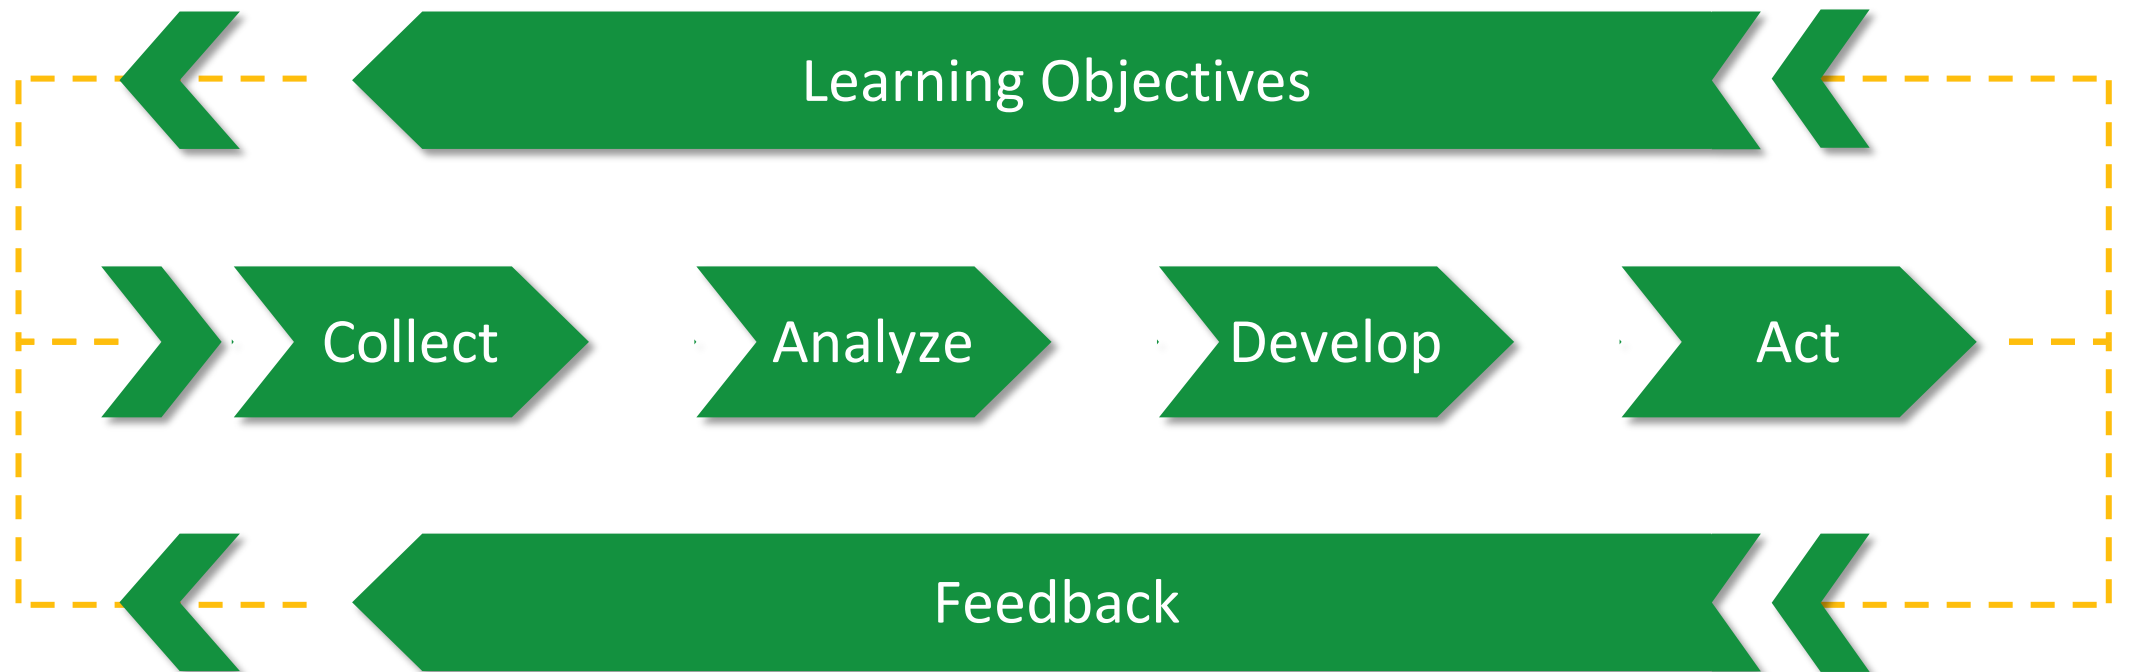 Learning Objectives
Collect
Analyze
Develop
Act
Feedback